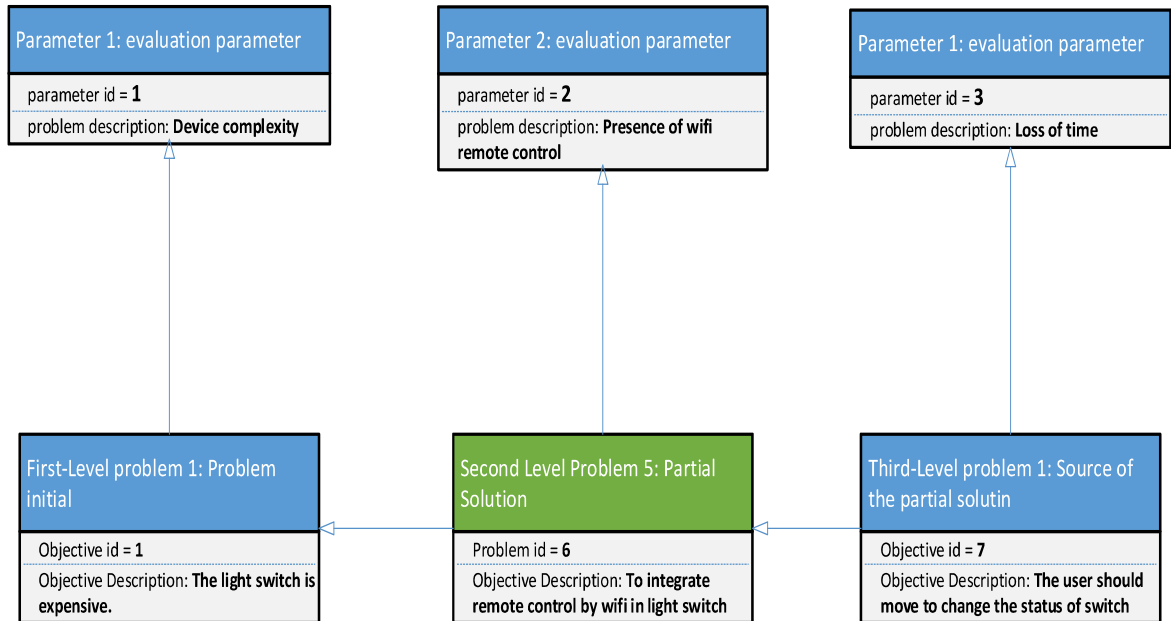 Parameter 1: evaluation parameter
parameter id = 1
problem description: Device complexity
Parameter 2: evaluation parameter
parameter id = 2
problem description: Presence of wifi
remote control
Parameter 1: evaluation parameter
parameter id = 3
problem description: Loss of time
First-Level problem 1: Problem
initial
Objective id = 1
Objective Description: The light switch is
expensive.
Second Level Problem 5: Partial
Solution
Problem id = 6
Objective Description: To integrate
remote control by wifi in light switch
Third-Level problem 1: Source of
the partial solutin
Objective id = 7
Objective Description: The user should
move to change the status of switch